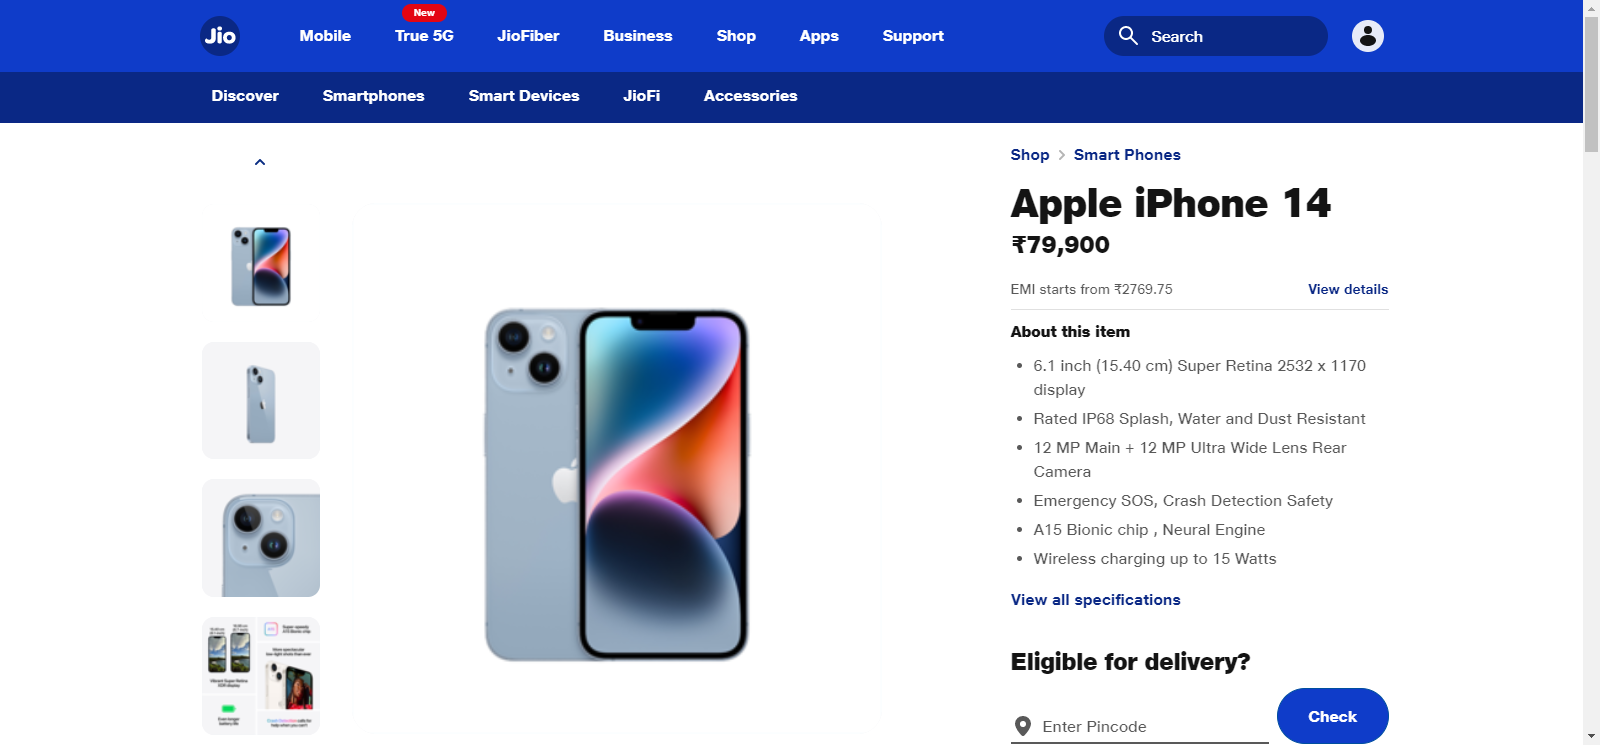 New
Jio
Mobile True 5G JioFiber Business Shop Apps Support
Search
Discover Smartphones Smart Devices JioFi Accessories
Shop > Smart Phones
Apple iPhone 14
₹79,900
EMI starts from ₹2769.75 View details
About this item
• 6.1 inch (15.40 cm) Super Retina 2532 x 1170
display
• Rated IP68 Splash, Water and Dust Resistant
• 12 MP Main + 12 MP Ultra Wide Lens Rear
Camera
• Emergency SOS, Crash Detection Safety
• A15 Bionic chip , Neural Engine
• Wireless charging up to 15 Watts
View all specifications
Eligible for delivery?
Enter Pincode
Check